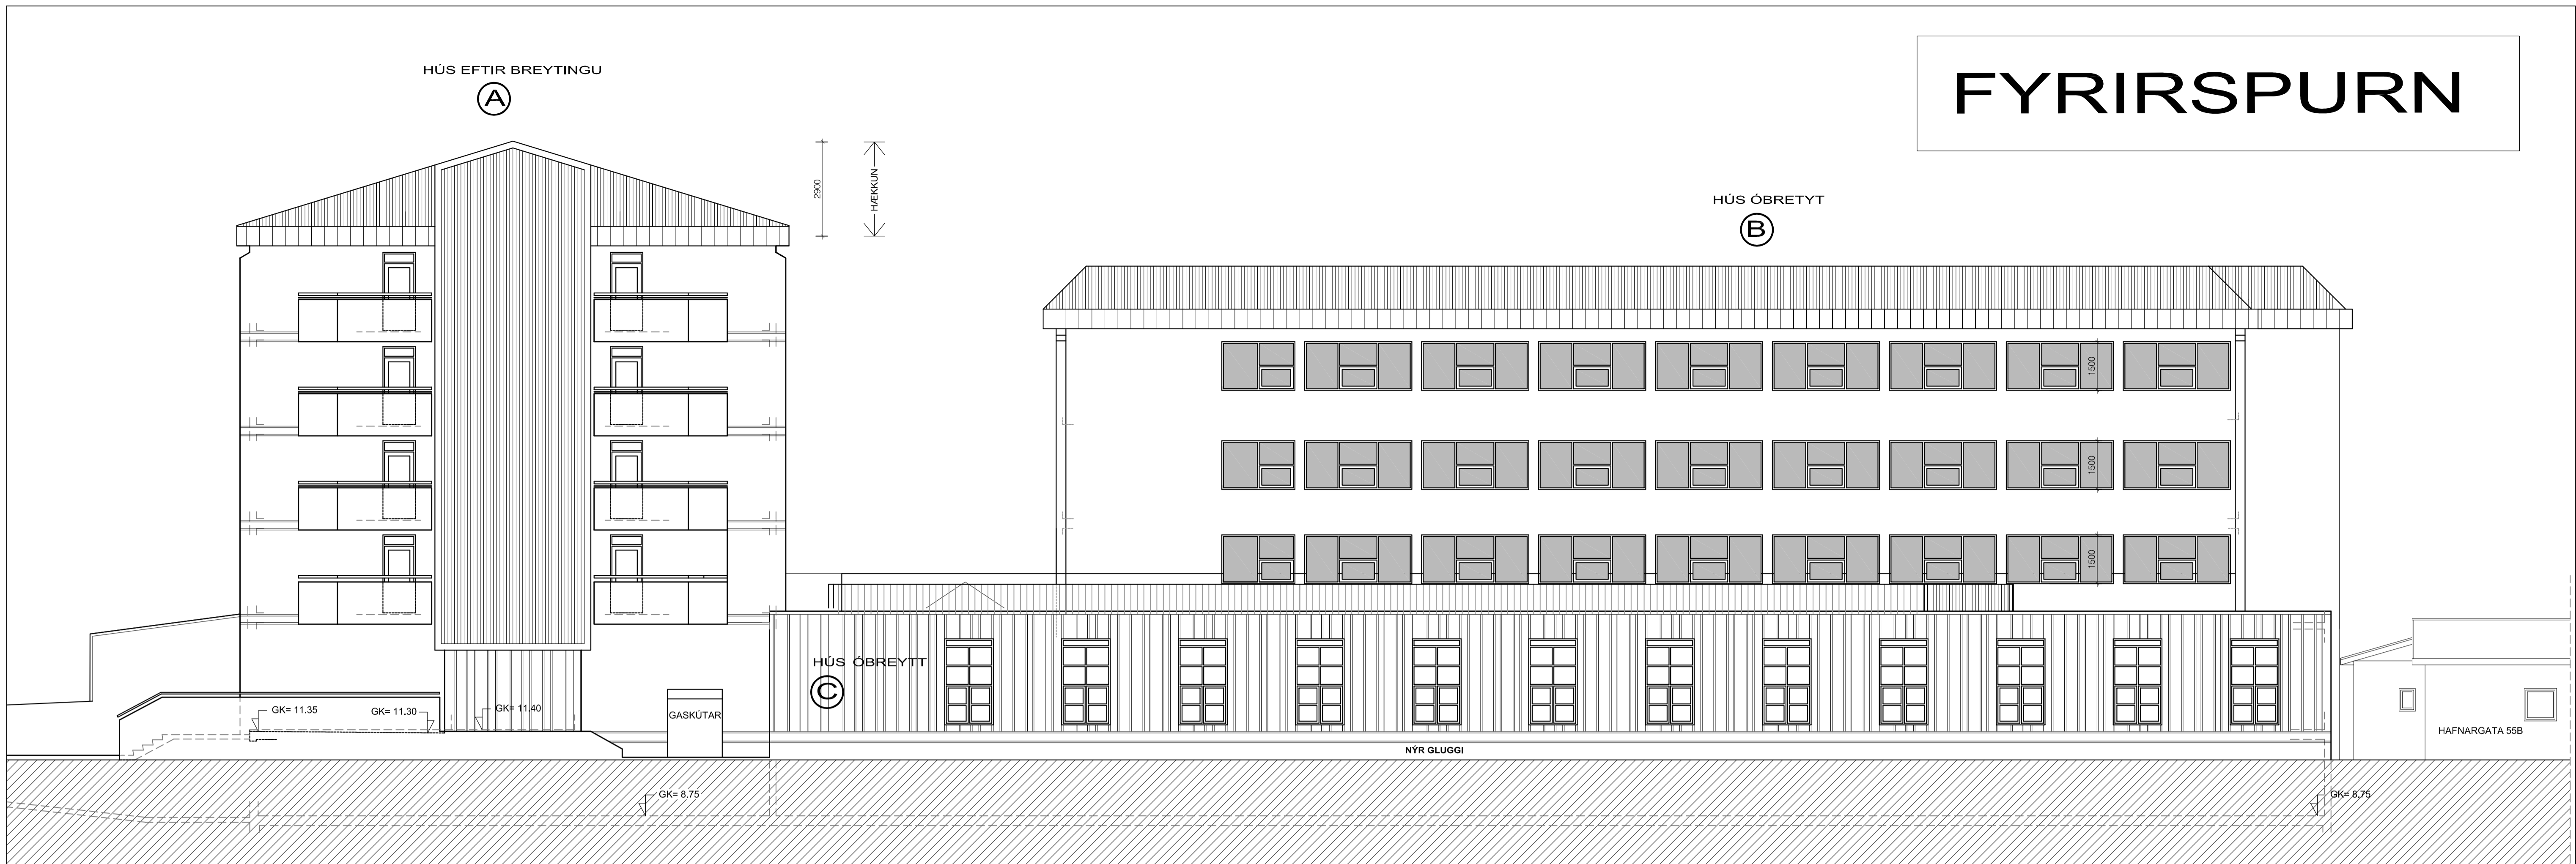 HÚS EFTIR BREYTINGU
A
FYRIRSPURN
2900
HÆKKUN
HÚS ÓBRETYT
B
1500
1500
1500
HÚS ÓBREYTT
C
GASKÚTAR
GK= 11.35
GK= 11.30
GK= 11.40
NÝR GLUGGI
HAFNARGATA 55B
GK= 8.75
GK= 8.75